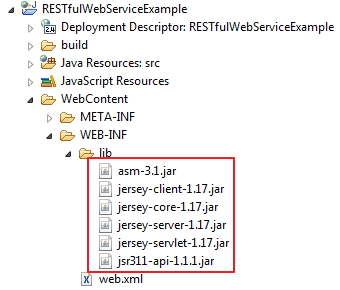 RESTfulWebServiceExample
Deployment Descriptor: RESTfulWebServiceExample
build
Java Resources: src
JavaScript Resources
WebContent
META-INF
WEB-INF
lib
asm-3.1.jar
jersey-client-1.17.jar
jersey-core-1.17.jar
jersey-server-1.17.jar
jersey-servlet-1.17.jar
jsr311-api-1.1.1.jar
web.xml